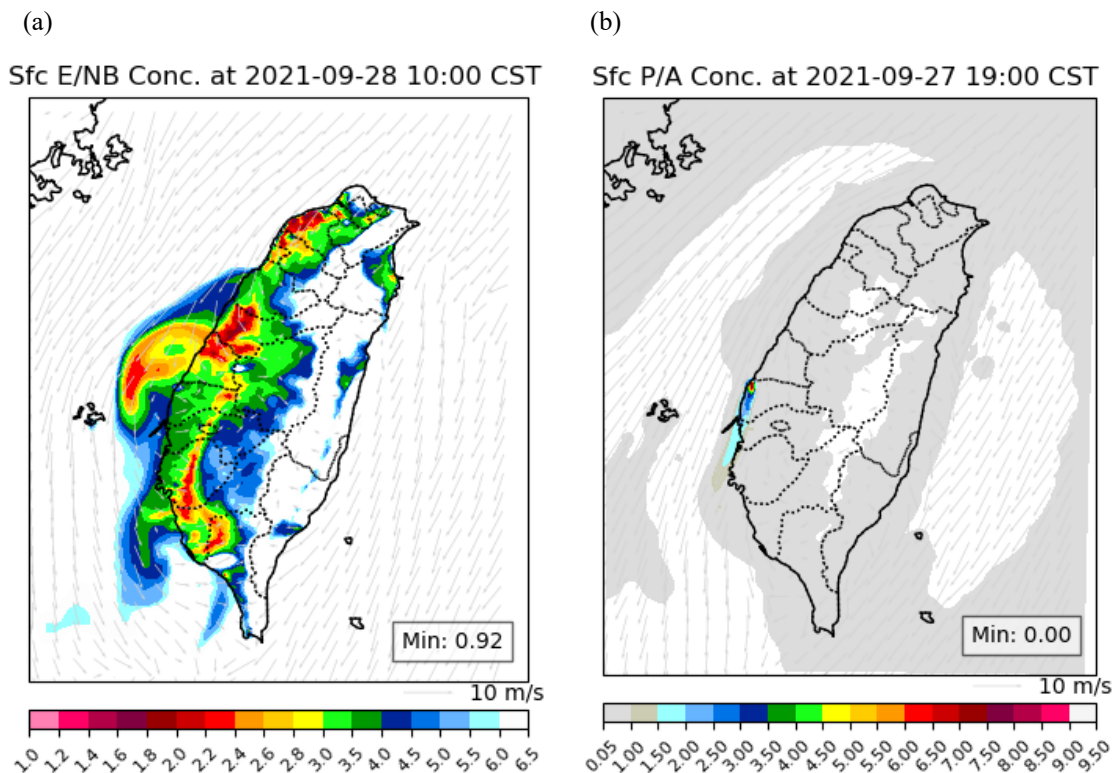 (a)
(b)
Sfc E/NB Conc. at 2021-09-28 10:00 CST
Sfc P/A Conc. at 2021-09-27 19:00 CST
Min: 0.92
Min: 0.00
10 m/s
10 m/s
1.0 1.2 1.4 1.6 1.8 2.0 2.2 2.4 2.6 2.8 3.0 3.5 4.0 4.5 5.0 5.5 6.0 6.5
0.05 1.00 1.50 2.00 2.50 3.00 3.50 4.00 4.50 5.00 5.50 6.00 6.50 7.00 7.50 8.00 8.50 9.00 9.50